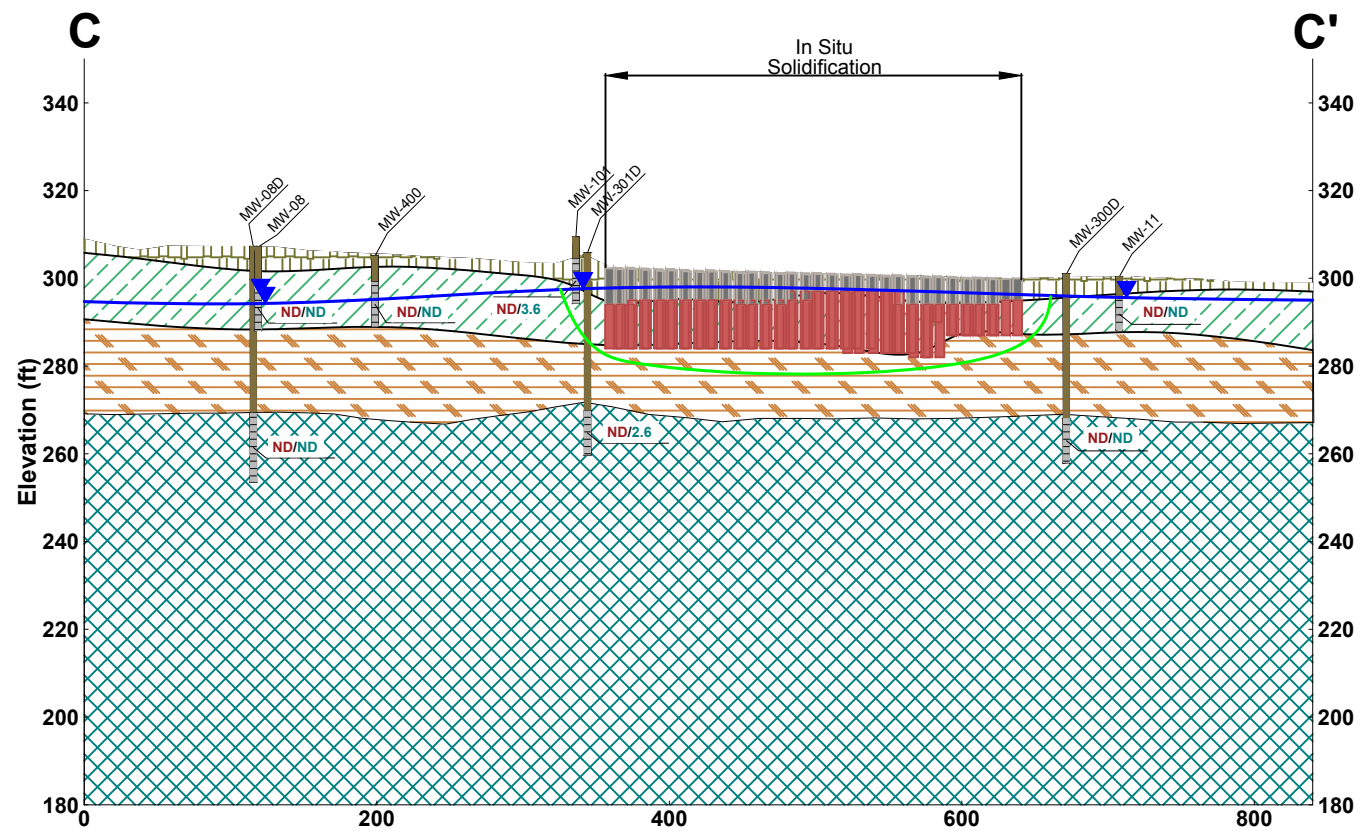 C
C'
In Situ
Solidification
340
340
320
320
MW-08D
MW-08
MW-400
MW-101
MW-301D
MW-300D
MW-11
300
300
ND/ND
ND/ND
ND/3.6
ND/ND
280
280
ND/ND
ND/2.6
ND/ND
260
260
Elevation (ft)
240
240
220
220
200
200
180
180
0
200
400
600
800